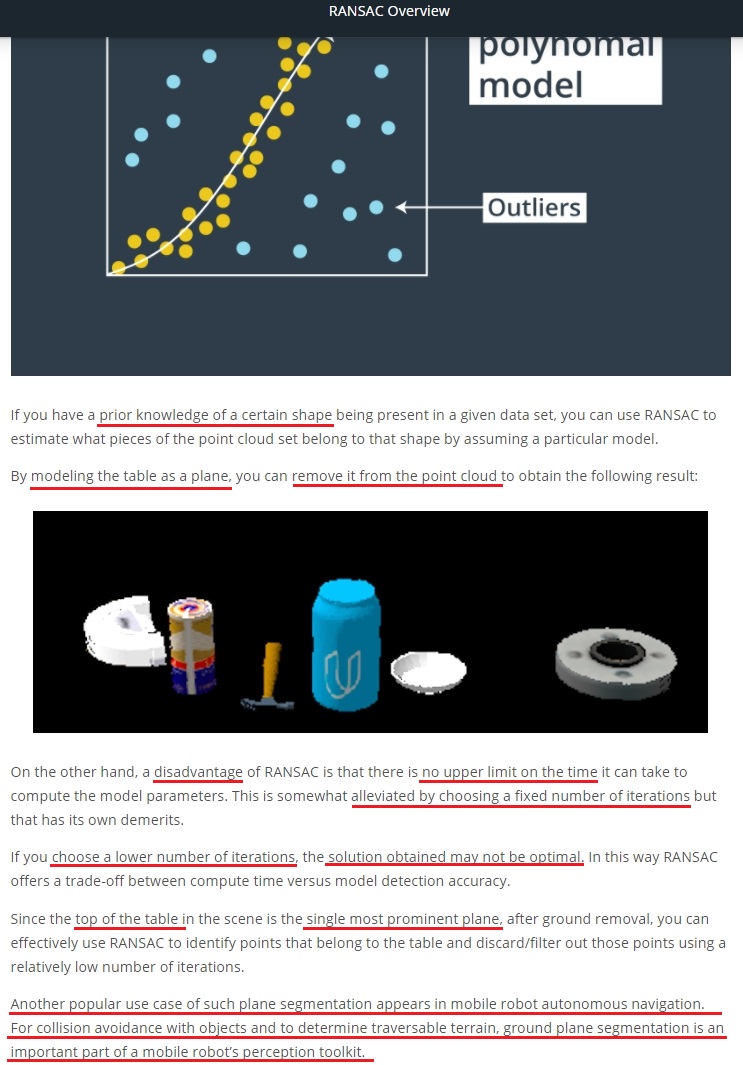 RANSAC Overview
polynomal
model
Outliers
If you have a prior knowledge of a certain shape being present in a given data set, you can use RANSAC to
estimate what pieces of the point cloud set belong to that shape by assuming a particular model.
By modeling the table as a plane, you can remove it from the point cloud to obtain the following result:
On the other hand, a disadvantage of RANSAC is that there is no upper limit on the time it can take to
compute the model parameters. This is somewhat alleviated by choosing a fixed number of iterations but
that has its own demerits.
If you choose a lower number of iterations, the solution obtained may not be optimal. In this way RANSAC
offers a trade-off between compute time versus model detection accuracy.
Since the top of the table in the scene is the single most prominent plane, after ground removal, you can
effectively use RANSAC to identify points that belong to the table and discard/filter out those points using a
relatively low number of iterations.
Another popular use case of such plane segmentation appears in mobile robot autonomous navigation.
For collision avoidance with objects and to determine traversable terrain, ground plane segmentation is an
important part of a mobile robot's perception toolkit.